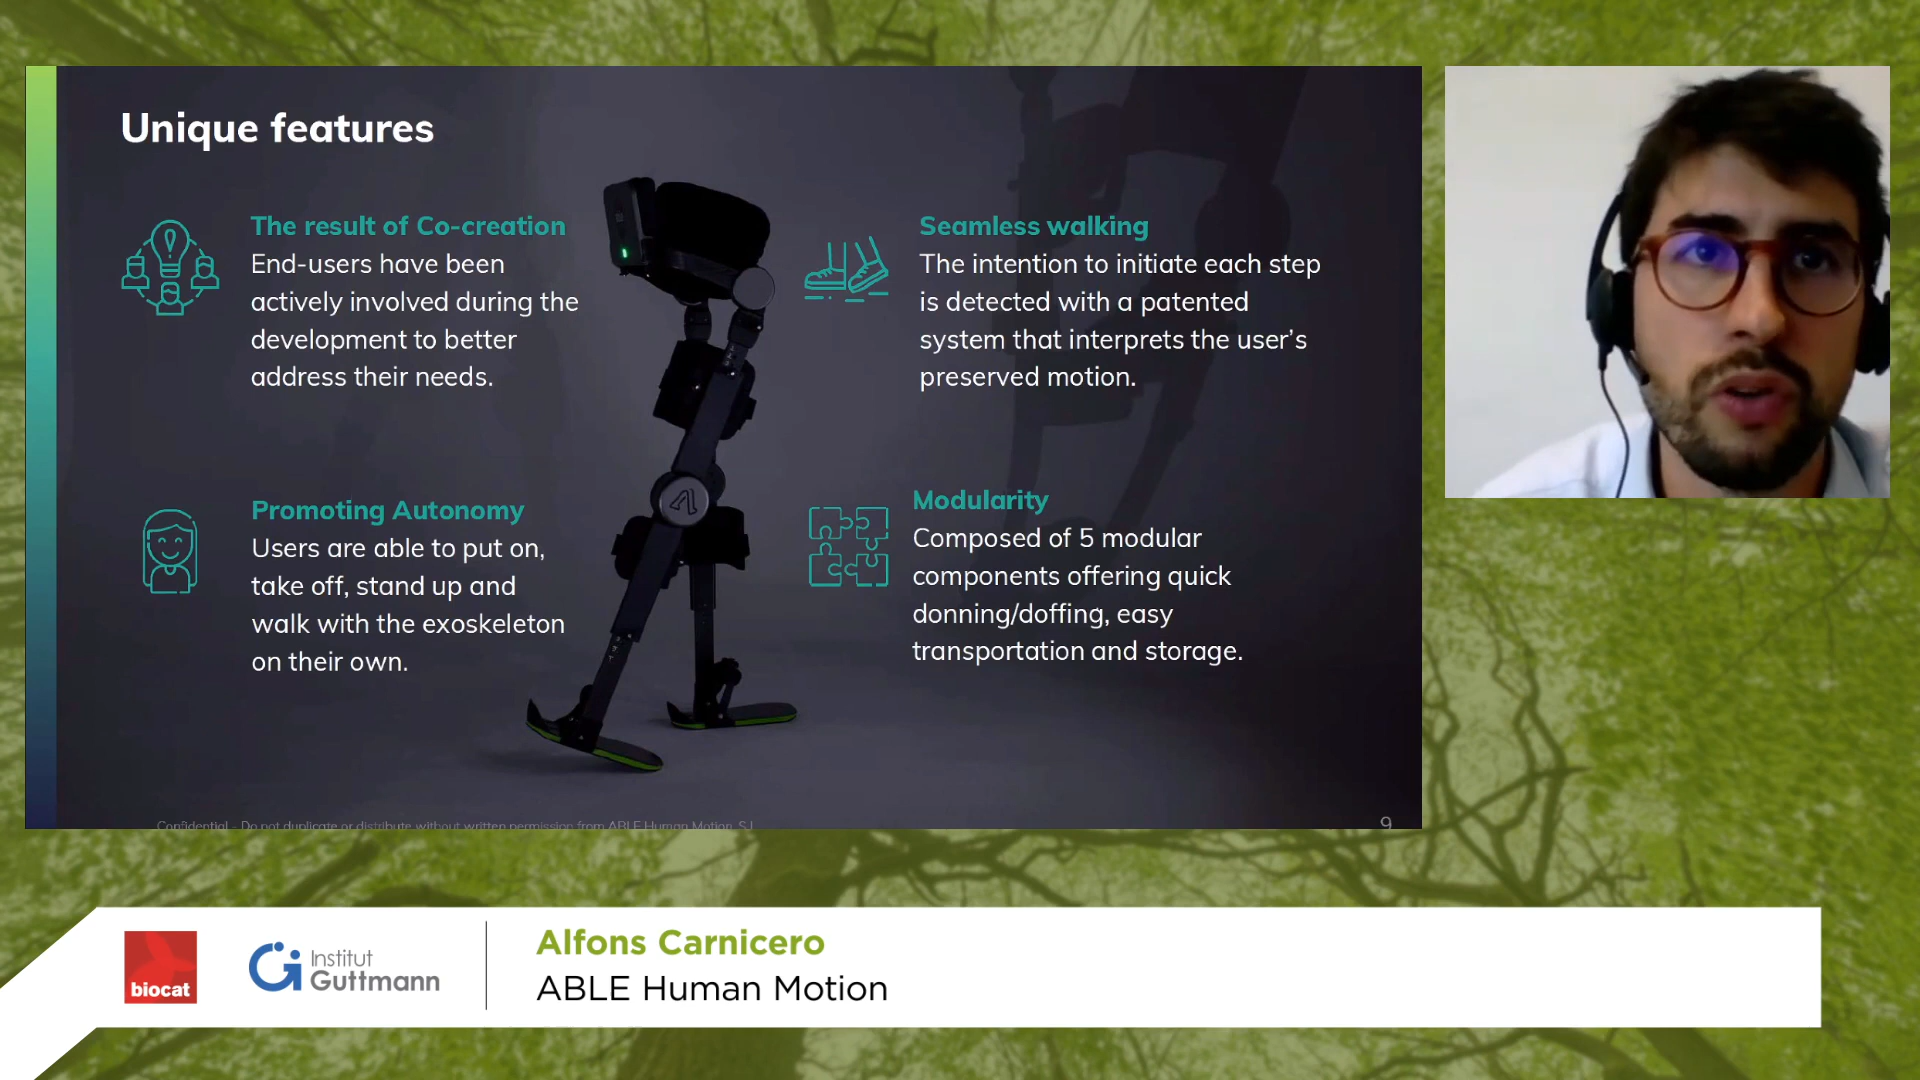 Unique features
The result of Co-creation
End-users have been
actively involved during the
development to better
address their needs.
Seamless walking
The intention to initiate each step
is detected with a patented
system that interprets the user’s
preserved motion.
Promoting Autonomy
Users are able to put on,
take off, stand up and
walk with the exoskeleton
on their own.
Modularity
Composed of 5 modular
components offering quick
donning/doffing, easy
transportation and storage.
Confidential - Do not duplicate or distribute without written permission from ABLE Human Motion, S.L.
9
biocat
Institut
Guttmann
Alfons Carnicero
ABLE Human Motion